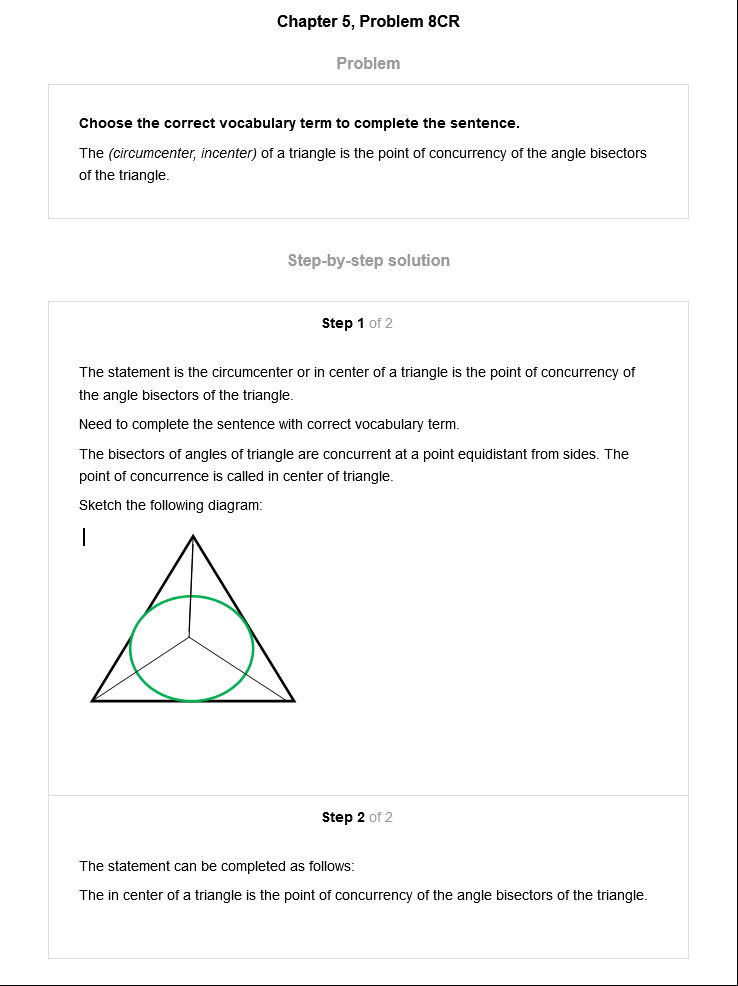 Chapter 5, Problem 8CR
Problem
Choose the correct vocabulary term to complete the sentence.
The (circumcenter, incenter) of a triangle is the point of concurrency of the angle bisectors
of the triangle.
Step-by-step solution
Step 1 of 2
The statement is the circumcenter or in center of a triangle is the point of concurrency of
the angle bisectors of the triangle.
Need to complete the sentence with correct vocabulary term.
The bisectors of angles of triangle are concurrent at a point equidistant from sides. The
point of concurrence is called in center of triangle.
Sketch the following diagram:
Step 2 of 2
The statement can be completed as follows:
The in center of a triangle is the point of concurrency of the angle bisectors of the triangle.